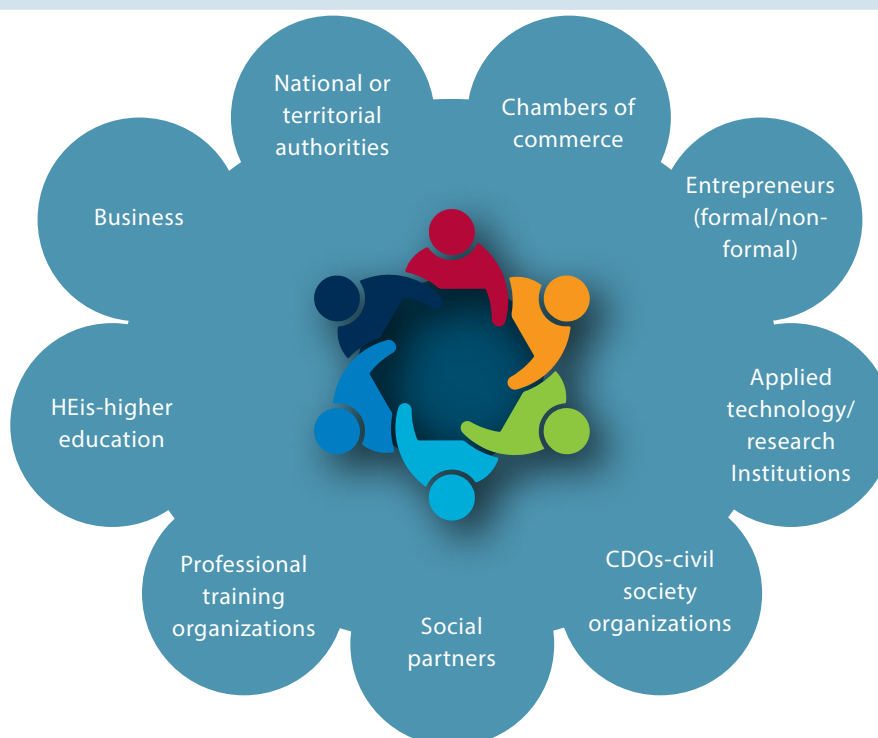 National or
territorial
authorities
Chambers of
commerce
Entrepreneurs
(formal/non-
formal)
Applied
technology/
research
Institutions
CDOs-civil
society
organizations
Social
partners
Professional
training
organizations
HEis-higher
education
Business